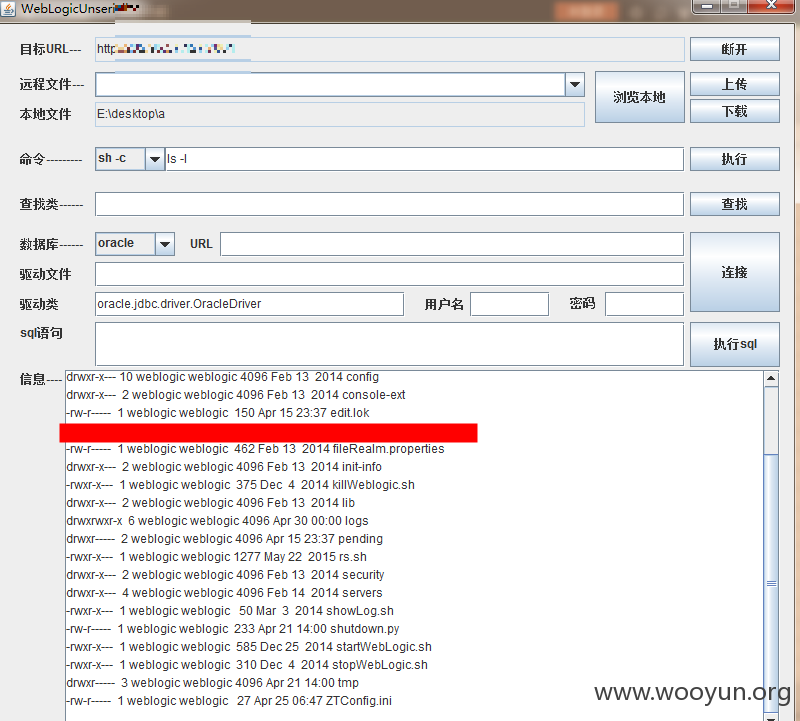 WebLogicUnseri
目标URL--- http
断开
远程文件---
浏览本地
上传
本地文件 E:\desktop\a
下载
命令--------- sh -c ls -l 执行
查找类------ 查找
数据库------ oracle URL
连接
驱动文件
驱动类 oracle.jdbc.driver.OracleDriver 用户名 密码
sql语句
执行sql
信息----
drwxr-x--- 10 weblogic weblogic 4096 Feb 13 2014 config
drwxr-x--- 2 weblogic weblogic 4096 Feb 13 2014 console-ext
-rw-r----- 1 weblogic weblogic 150 Apr 15 23:37 edit.lok
-rw-r----- 1 weblogic weblogic 462 Feb 13 2014 fileRealm.properties
drwxr-x--- 2 weblogic weblogic 4096 Feb 13 2014 init-info
-rwxr-x--- 1 weblogic weblogic 375 Dec 4 2014 killWeblogic.sh
drwxr-x--- 2 weblogic weblogic 4096 Feb 13 2014 lib
drwxrwxr-x 6 weblogic weblogic 4096 Apr 30 00:00 logs
drwxr----- 2 weblogic weblogic 4096 Apr 15 23:37 pending
-rwxr-x--- 1 weblogic weblogic 1277 May 22 2015 rs.sh
drwxr-x--- 2 weblogic weblogic 4096 Feb 13 2014 security
drwxr-x--- 4 weblogic weblogic 4096 Feb 14 2014 servers
-rwxr-x--- 1 weblogic weblogic 50 Mar 3 2014 showLog.sh
-rw-r----- 1 weblogic weblogic 233 Apr 21 14:00 shutdown.py
-rwxr-x--- 1 weblogic weblogic 585 Dec 25 2014 startWebLogic.sh
-rwxr-x--- 1 weblogic weblogic 310 Dec 4 2014 stopWebLogic.sh
drwxr----- 3 weblogic weblogic 4096 Apr 21 14:00 tmp
-rw-r----- 1 weblogic weblogic 27 Apr 25 06:47 ZTConfig.ini
www.wooyun.org